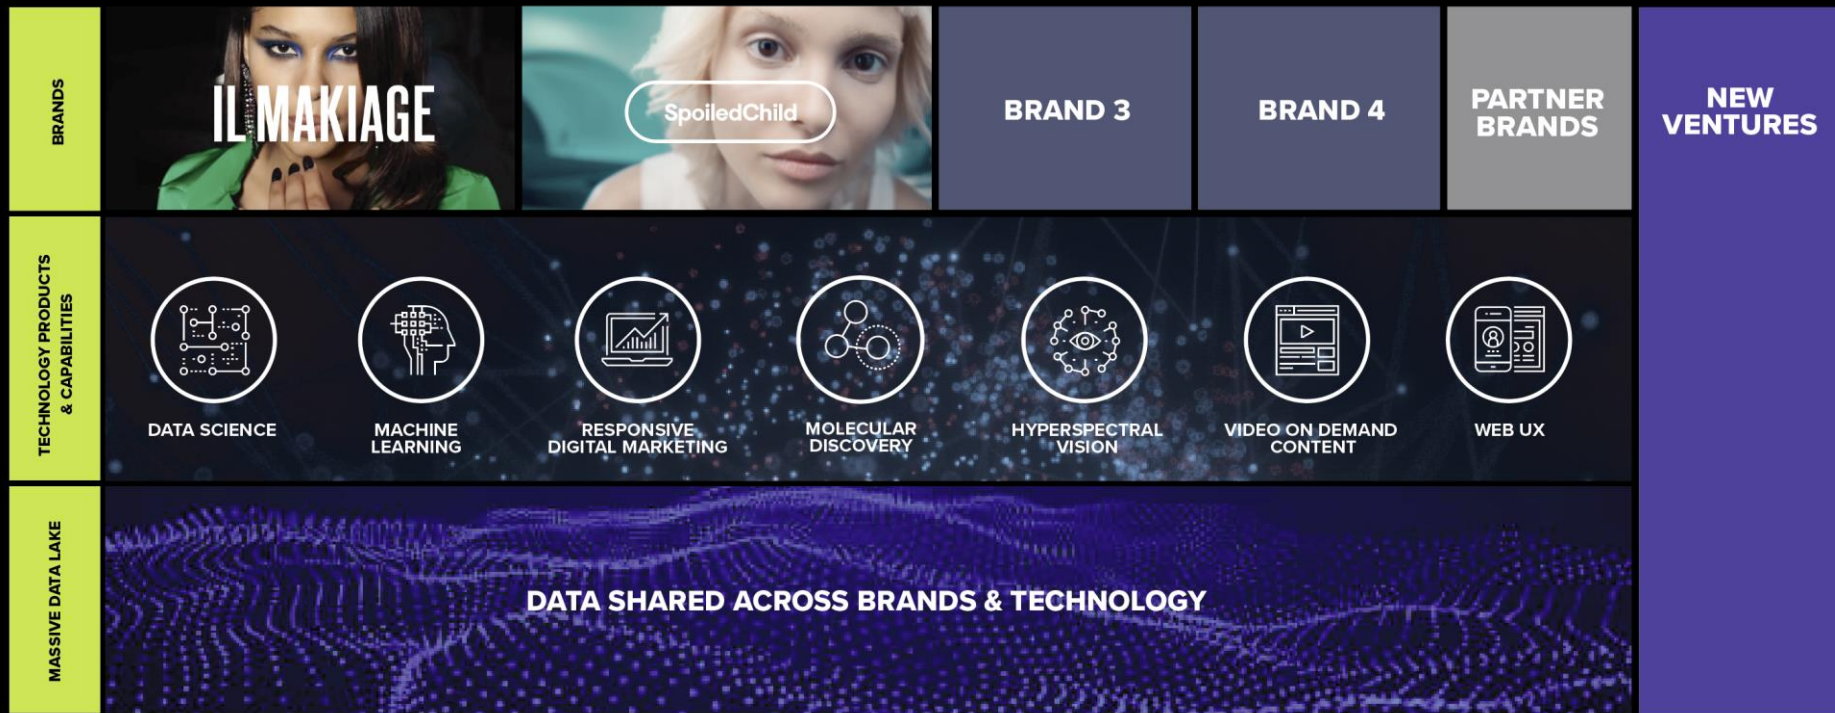 BRANDS
IL MAKIAGE
SpoiledChild
BRAND 3
BRAND 4
PARTNER
BRANDS
NEW
VENTURES
TECHNOLOGY PRODUCTS
& CAPABILITIES
DATA SCIENCE
MACHINE
LEARNING
RESPONSIVE
DIGITAL MARKETING
MOLECULAR
DISCOVERY
HYPERSPECTRAL
VISION
VIDEO ON DEMAND
CONTENT
WEB UX
MASSIVE DATA LAKE
DATA SHARED ACROSS BRANDS & TECHNOLOGY